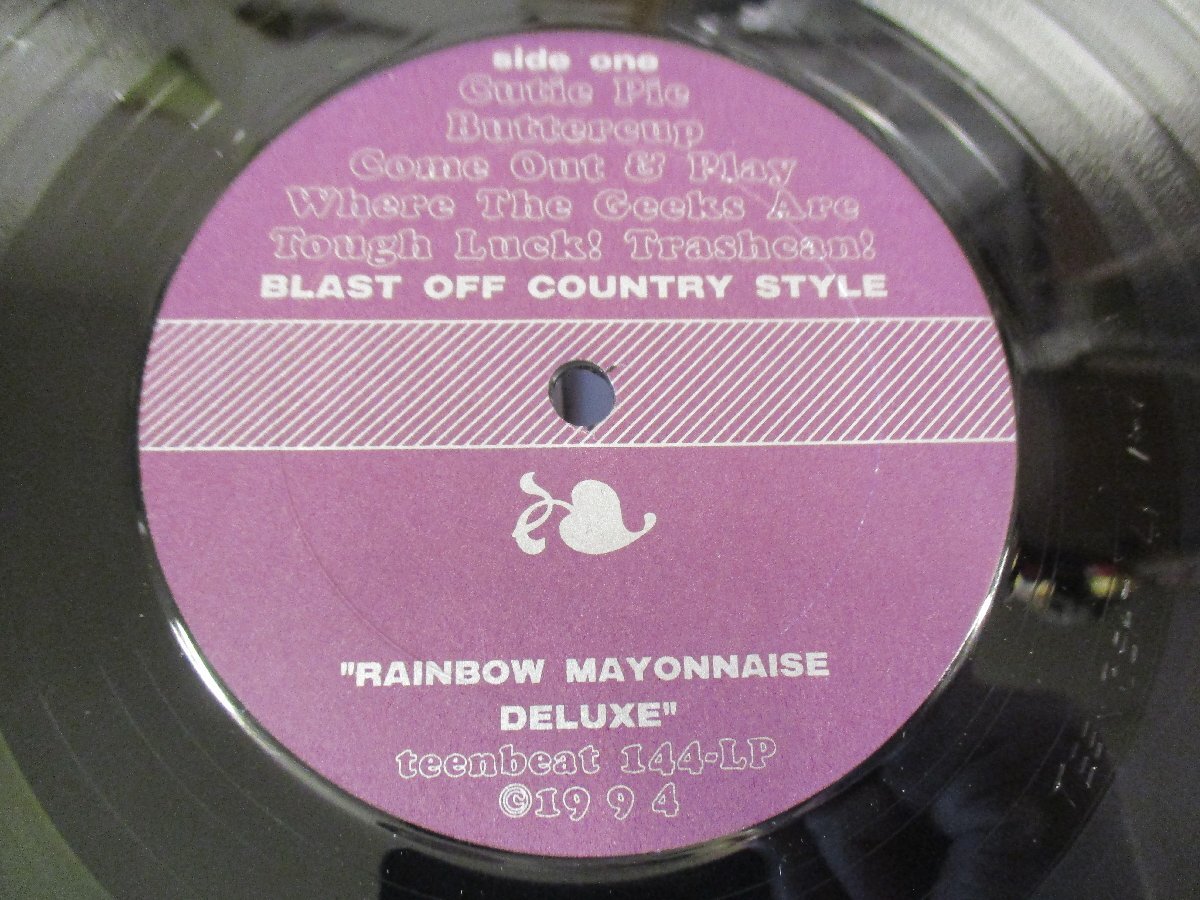 side one
Cutie Pie
Buttercup
Come Out & Play
Where The Geeks Are
Tough Luck! Trashcan!
BLAST OFF COUNTRY STYLE
"RAINBOW MAYONNAISE
DELUXE"
teenbeat 144-LP
©1994